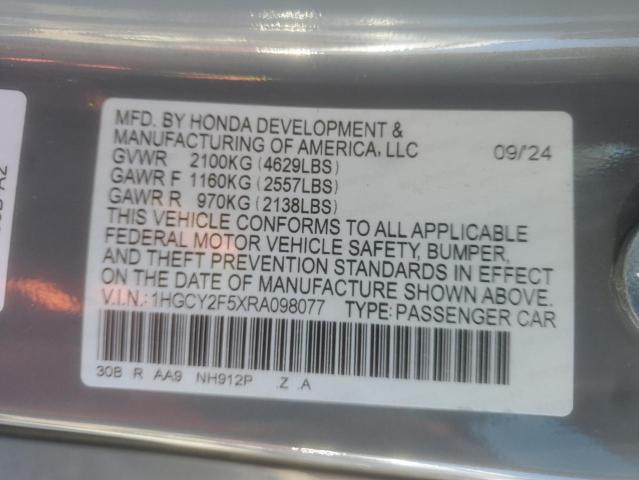 MFD. BY HONDA DEVELOPMENT &
MANUFACTURING OF AMERICA, LLC 09/24
GVWR 2100KG (4629LBS)
GAWR F 1160KG (2557LBS)
GAWR R 970KG (2138LBS)
THIS VEHICLE CONFORMS TO ALL APPLICABLE
FEDERAL MOTOR VEHICLE SAFETY, BUMPER,
AND THEFT PREVENTION STANDARDS IN EFFECT
ON THE DATE OF MANUFACTURE SHOWN ABOVE.
V.I.N.: 1HGCY2F5XRA098077 TYPE: PASSENGER CAR
30B R AA9 NH912P .Z .A
A2